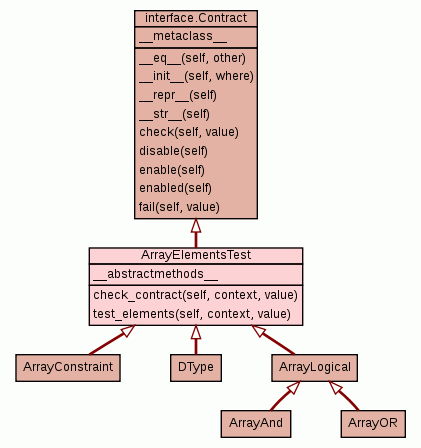 interface.Contract
__metaclass__
__eq__(self, other)
__init__(self, where)
__repr__(self)
__str__(self)
check(self, value)
disable(self)
enable(self)
enabled(self)
fail(self, value)
ArrayElementsTest
__abstractmethods__
check_contract(self, context, value)
test_elements(self, context, value)
ArrayConstraint
DType
ArrayLogical
ArrayAnd
ArrayOR